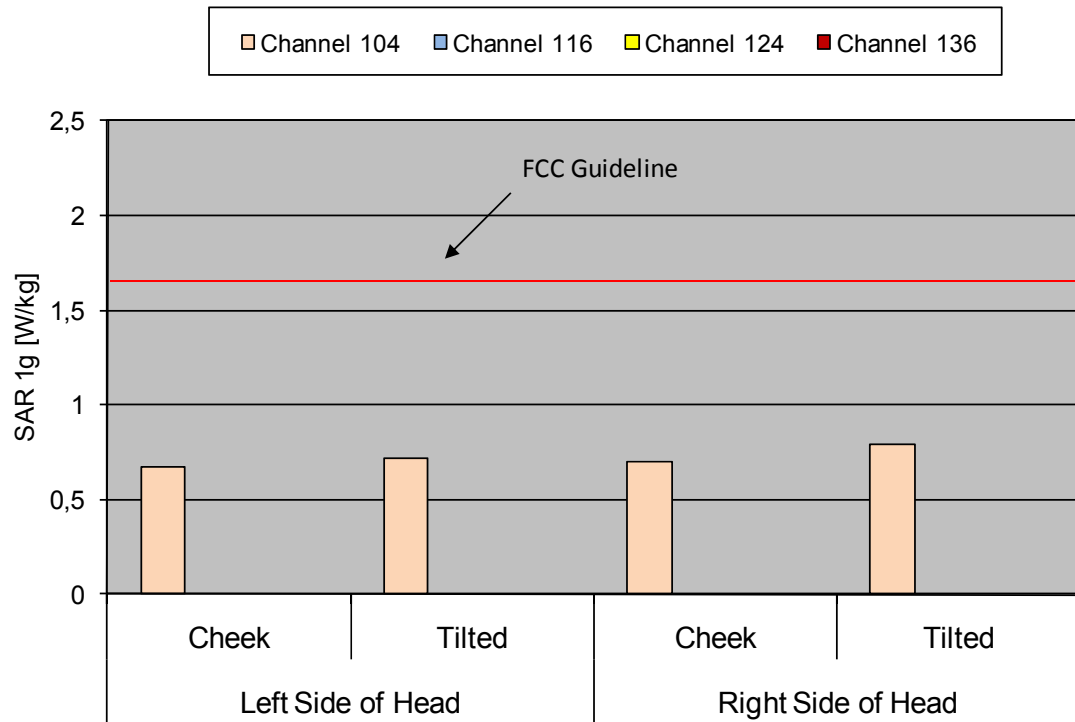 Channel 104 Channel 116 Channel 124 Channel 136
2,5
FCC Guideline
2
1,5
SAR 1g [W/kg]
1
0,5
0
Cheek Tilted Cheek Tilted
Left Side of Head Right Side of Head